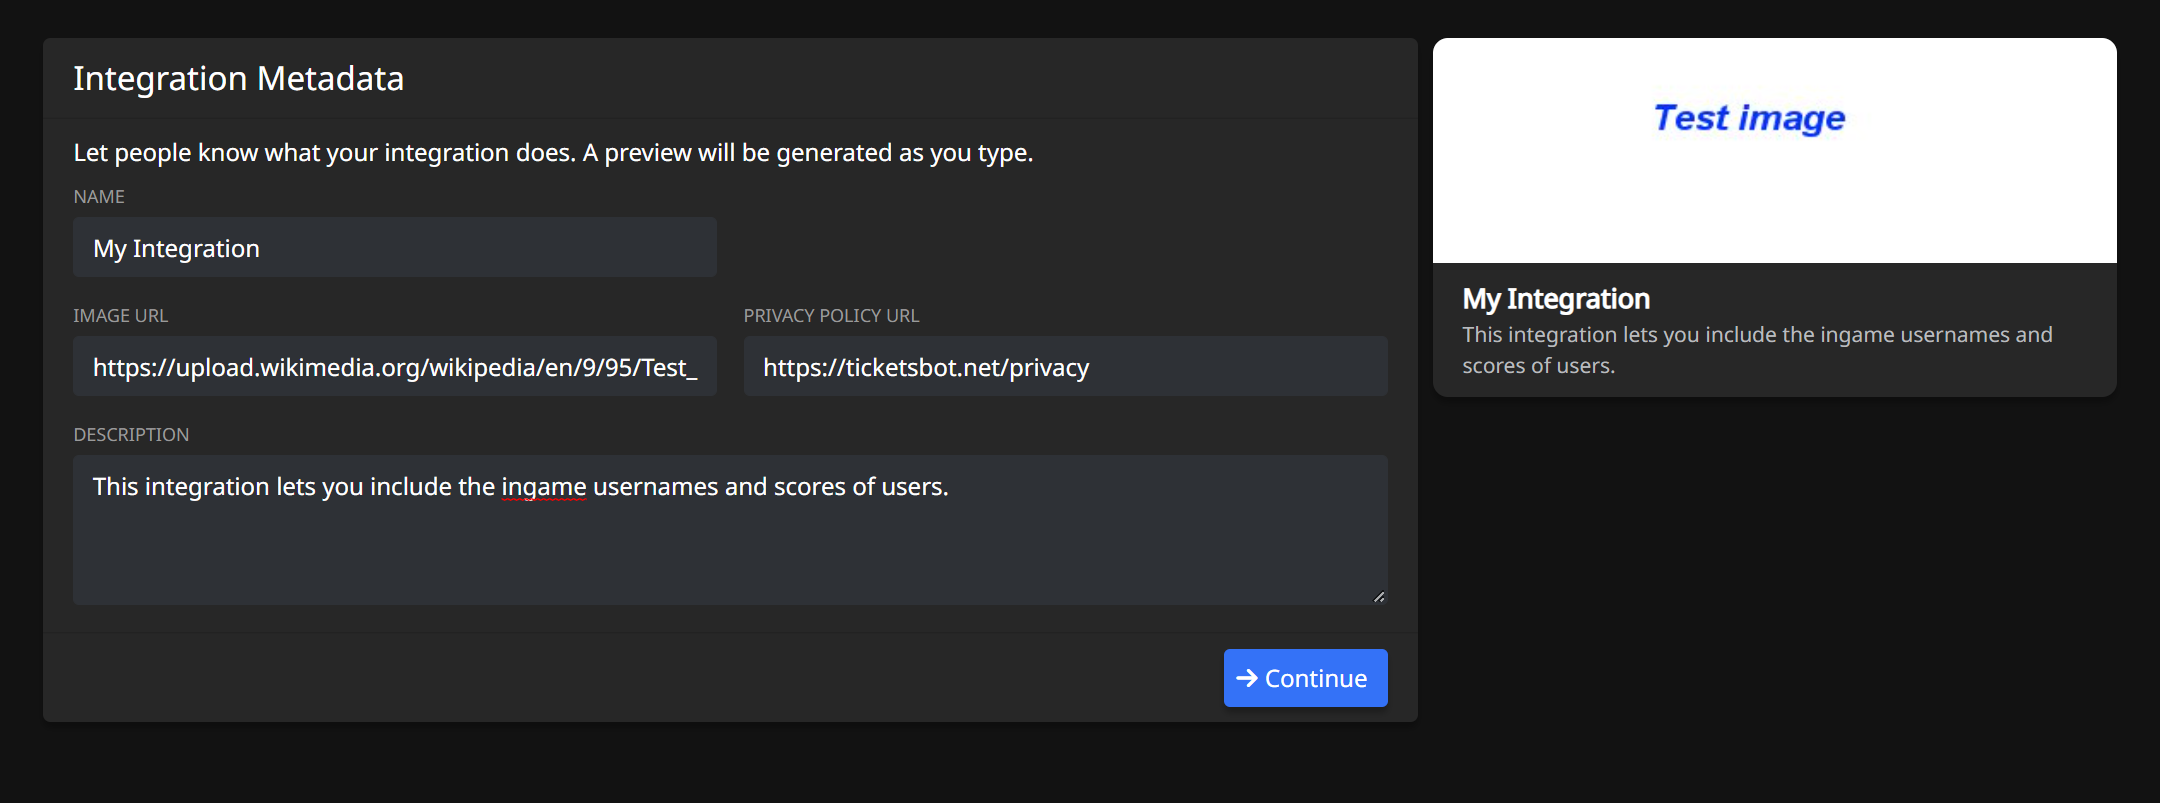 Integration Metadata
Let people know what your integration does. A preview will be generated as you type.
NAME
My Integration
IMAGE URL
https://upload.wikimedia.org/wikipedia/en/9/95/Test_
PRIVACY POLICY URL
https://ticketsbot.net/privacy
DESCRIPTION
This integration lets you include the ingame usernames and scores of users.
Continue
Test image
My Integration
This integration lets you include the ingame usernames and
scores of users.